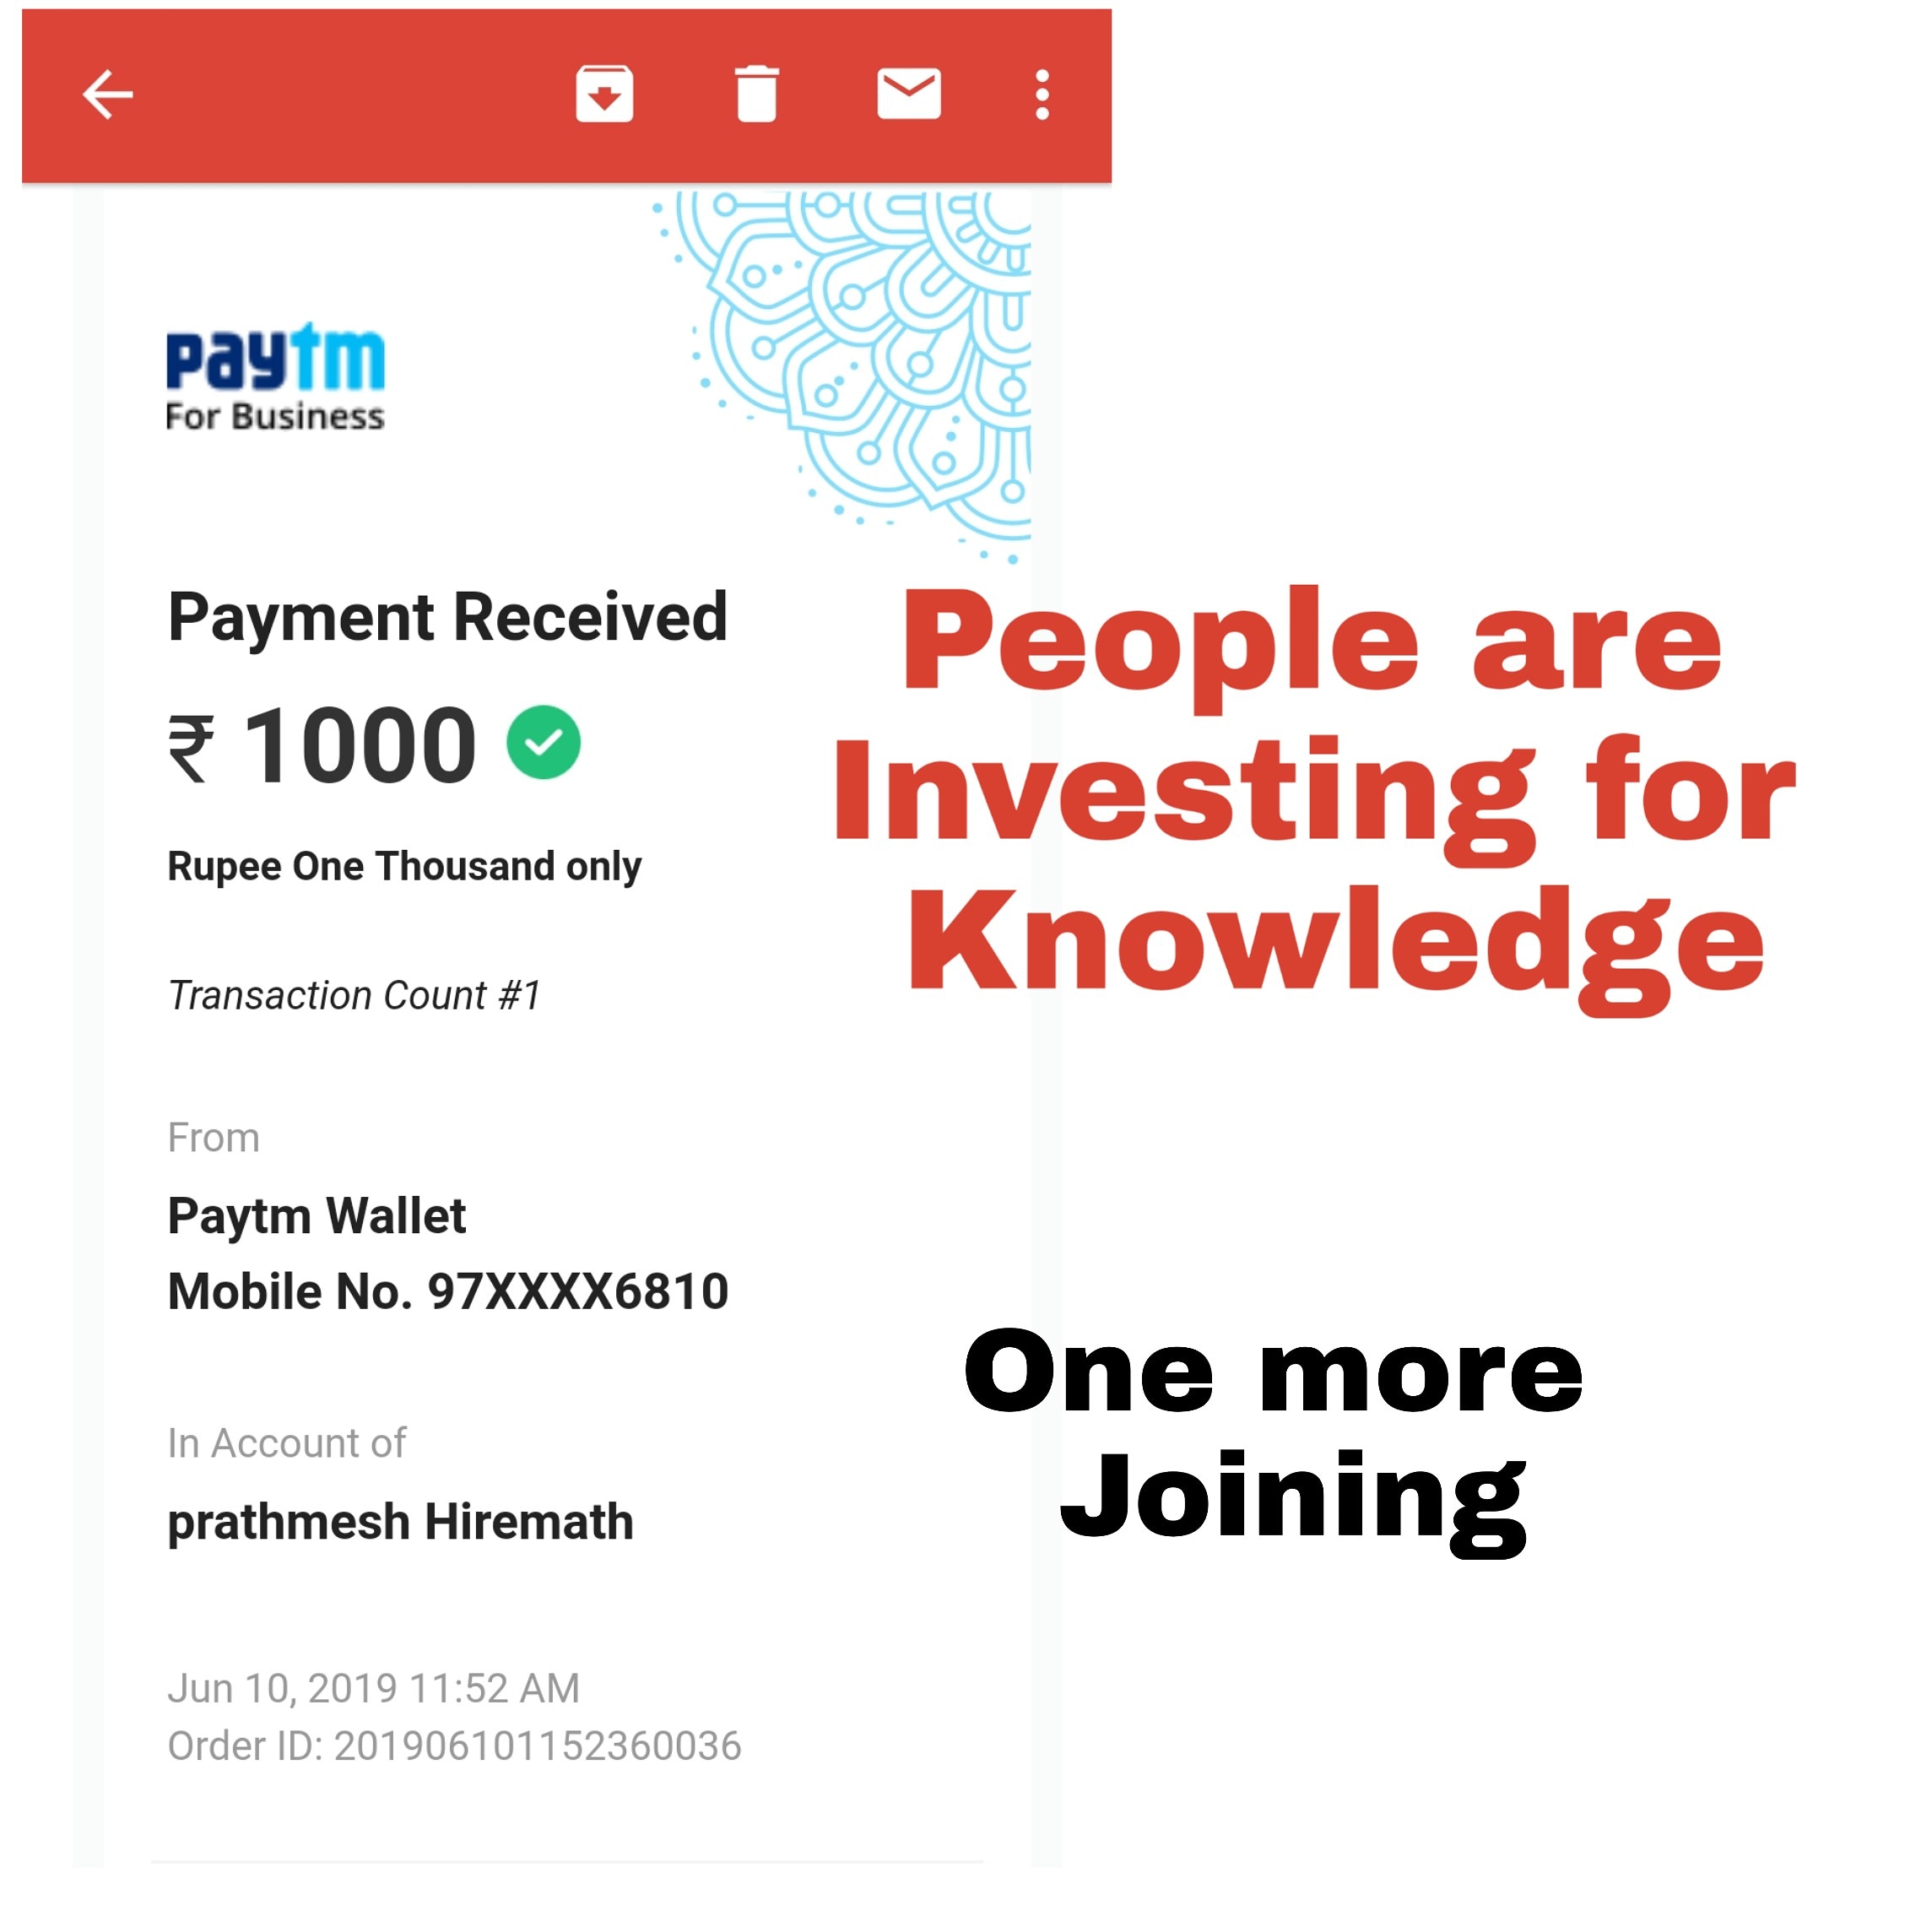 paytm
For Business
Payment Received
₹ 1000
Rupee One Thousand only
Transaction Count #1
From
Paytm Wallet
Mobile No. 97XXXX6810
In Account of
prathmesh Hiremath
Jun 10, 2019 11:52 AM
Order ID: 201906101152360036
People are
Investing for
Knowledge
One more
Joining